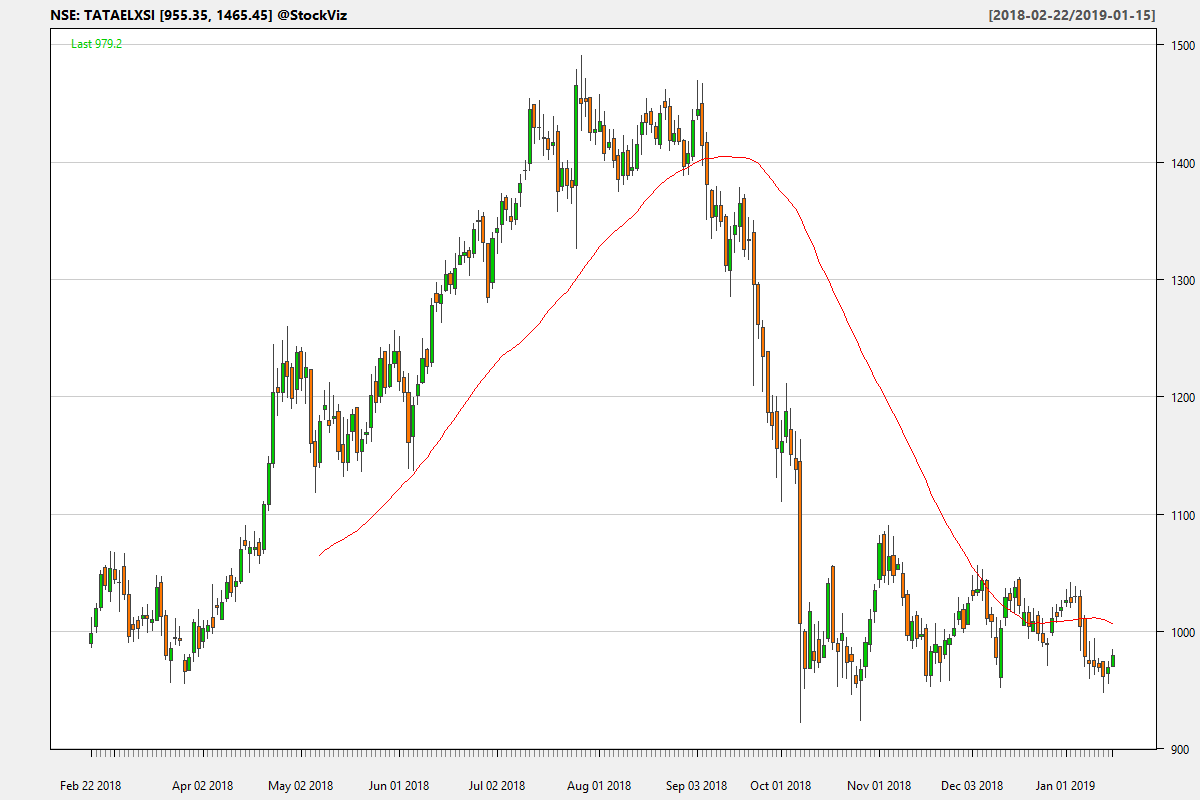 NSE: TATAELXSI [955.35, 1465.45] @StockViz
[2018-02-22/2019-01-15]
Last 979.2
1500
1400
1300
1200
1100
1000
900
Feb 22 2018 Apr 02 2018 May 02 2018 Jun 01 2018 Jul 02 2018 Aug 01 2018 Sep 03 2018 Oct 01 2018 Nov 01 2018 Dec 03 2018 Jan 01 2019